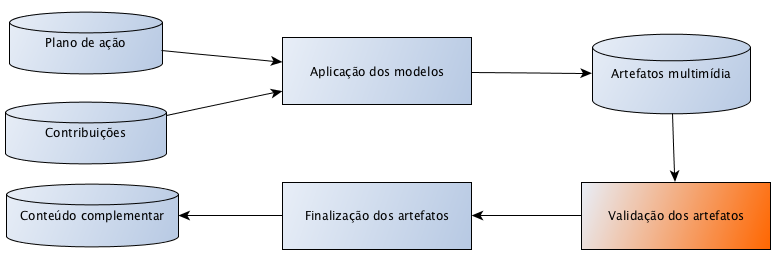 Plano de ação
Aplicação dos modelos
Artefatos multimídia
Contribuições
Conteúdo complementar
Finalização dos artefatos
Validação dos artefatos